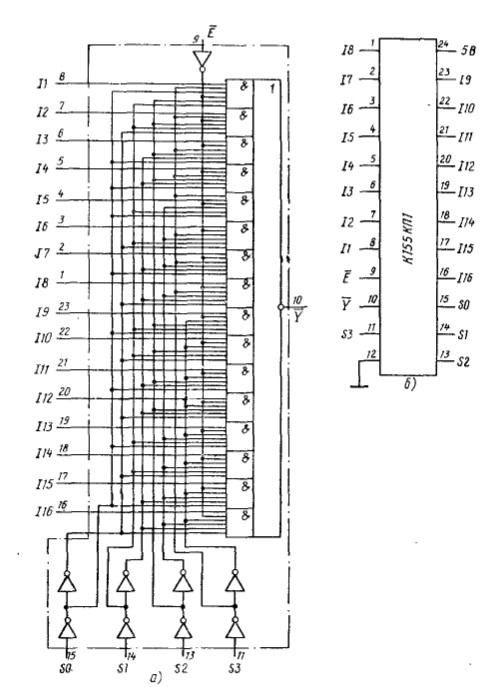 9 E̅
I1 8 & 1
I2 7 &
I3 6 &
I4 5 &
I5 4 &
I6 3 &
I7 2 &
I8 1 &
I9 23 & 10 Y̅
I10 22 &
I11 21 &
I12 20 &
I13 19 &
I14 18 &
I15 17 &
I16 16 &
15 14 13 11
S0 S1 S2 S3
а)
I8 1 24 5В
I7 2 23 I9
I6 3 22 I10
I5 4 21 I11
I4 5 20 I12
I3 6 19 I13
I2 7 18 I14
I1 8 17 I15
E̅ 9 16 I16
Y̅ 10 15 S0
S3 11 14 S1
12 13 S2
К155КП1
б)